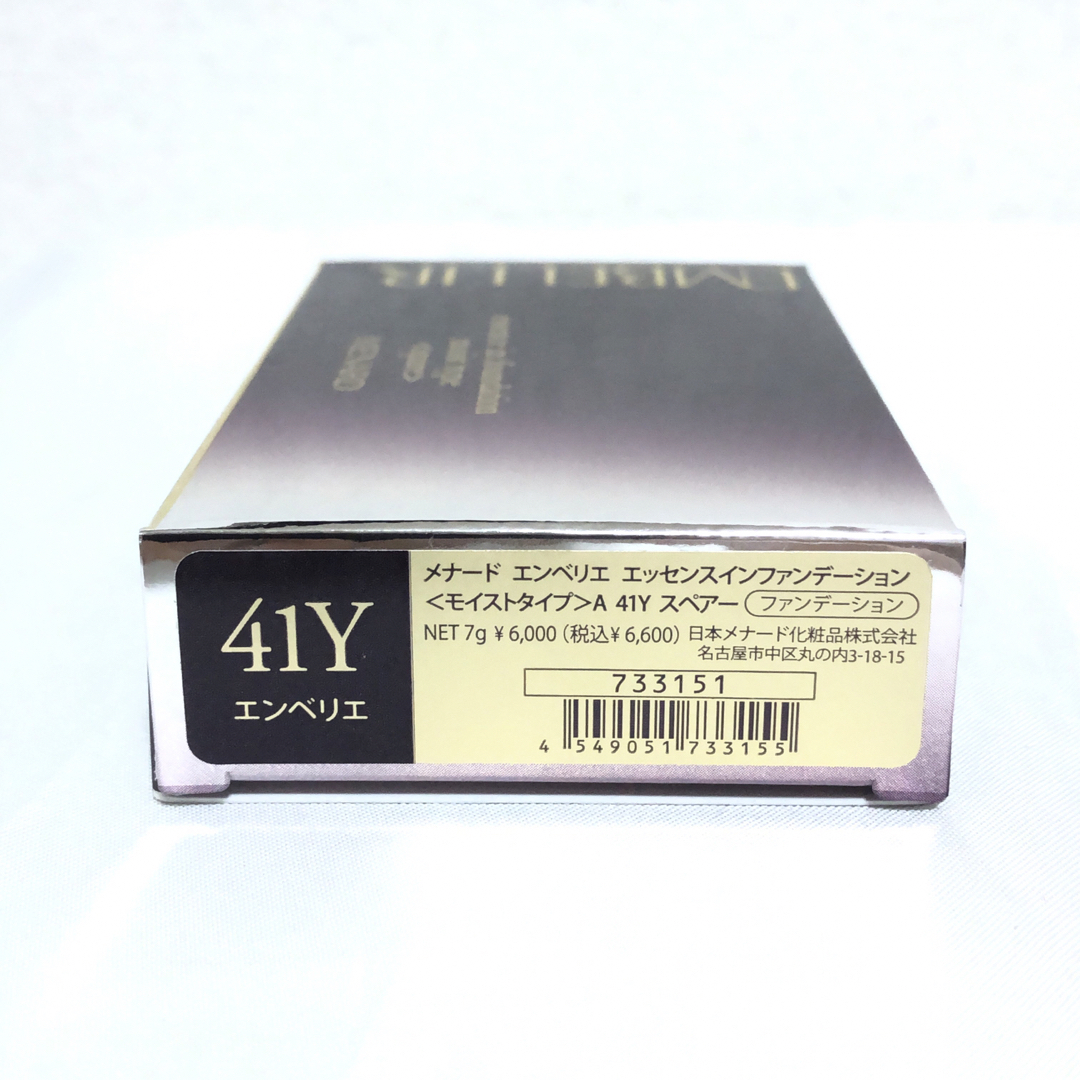 41Y
エンベリエ
メナード エンベリエ エッセンスインファンデーション
<モイストタイプ>A 41Y スペアー ファンデーション
NET 7g ¥6,000(税込¥6,600) 日本メナード化粧品株式会社
名古屋市中区丸の内3-18-15
733151
4 549051 733155